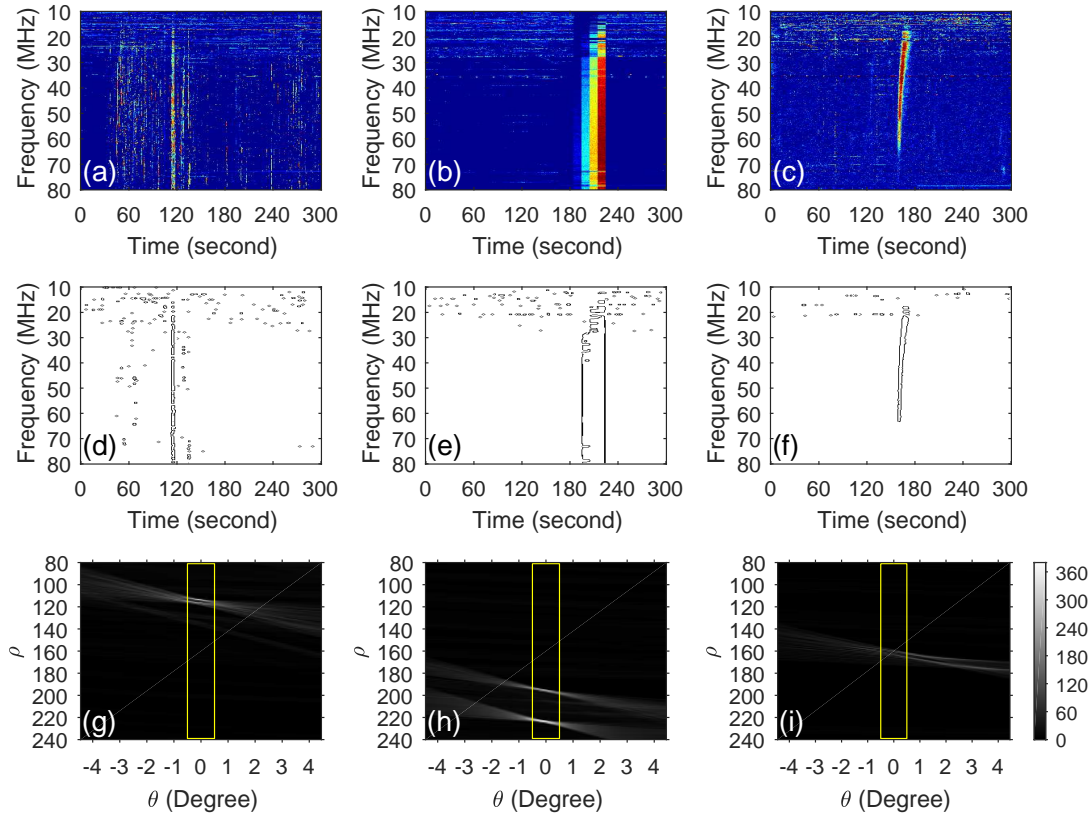 10 20 30 40 50 60 70 80
Frequency (MHz)
(a)
0 60 120 180 240 300
Time (second)
10 20 30 40 50 60 70 80
Frequency (MHz)
(b)
0 60 120 180 240 300
Time (second)
10 20 30 40 50 60 70 80
Frequency (MHz)
(c)
0 60 120 180 240 300
Time (second)
10 20 30 40 50 60 70 80
Frequency (MHz)
(d)
0 60 120 180 240 300
Time (second)
10 20 30 40 50 60 70 80
Frequency (MHz)
(e)
0 60 120 180 240 300
Time (second)
10 20 30 40 50 60 70 80
Frequency (MHz)
(f)
0 60 120 180 240 300
Time (second)
80 100 120 140 160 180 200 220 240
ρ
(g)
-4 -3 -2 -1 0 1 2 3 4
θ (Degree)
80 100 120 140 160 180 200 220 240
ρ
(h)
-4 -3 -2 -1 0 1 2 3 4
θ (Degree)
80 100 120 140 160 180 200 220 240
ρ
(i)
-4 -3 -2 -1 0 1 2 3 4
θ (Degree)
360 300 240 180 120 60 0